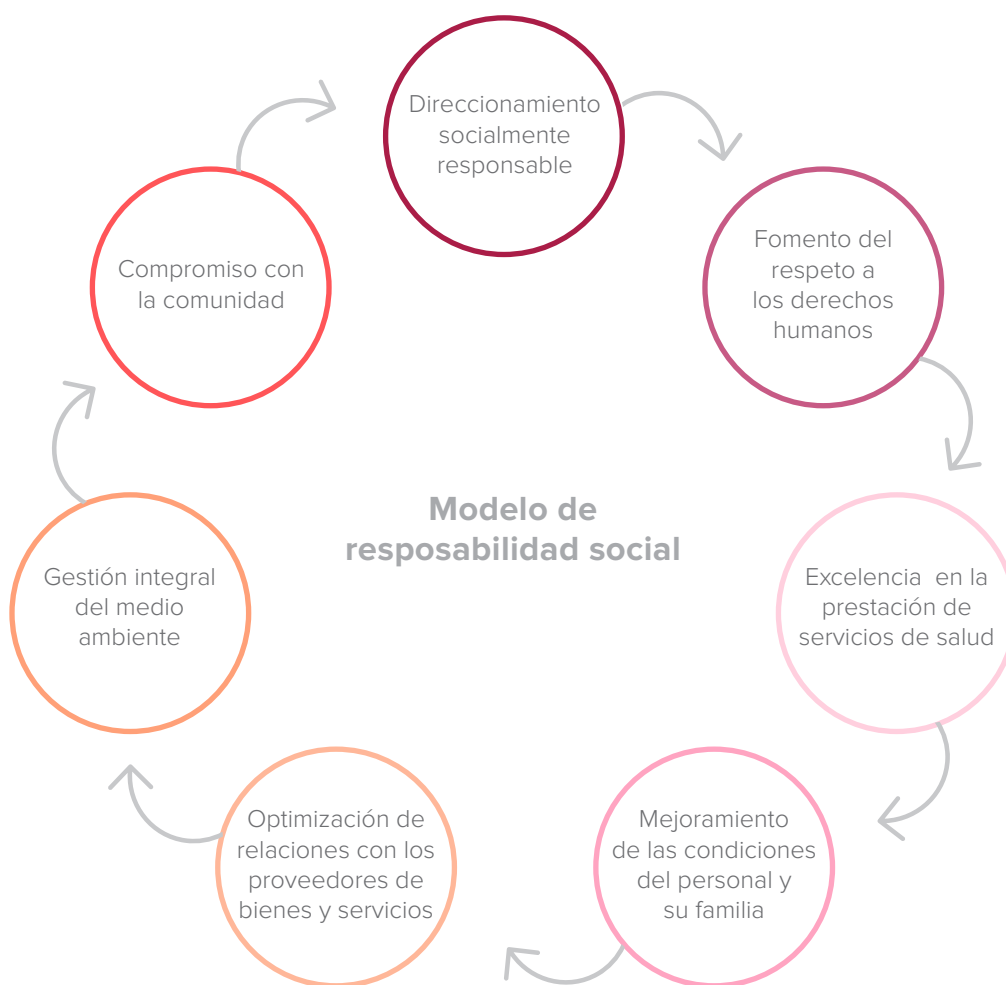 Direccionamiento
socialmente
responsable
Fomento del
respeto a
los derechos
humanos
Excelencia en la
prestación de
servicios de salud
Mejoramiento
de las condiciones
del personal y
su familia
Optimización de
relaciones con los
proveedores de
bienes y servicios
Gestión integral
del medio
ambiente
Compromiso con
la comunidad
Modelo de
resposabilidad social